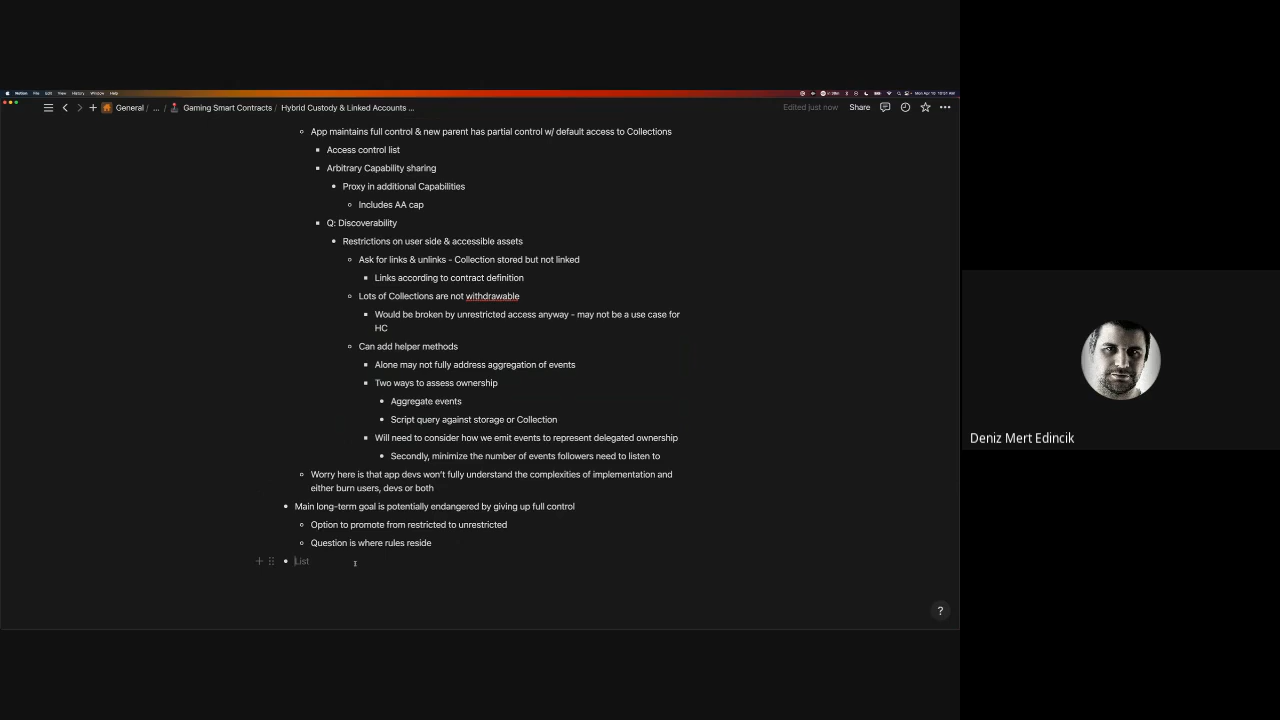 Notion File Edit View History Window Help
General / ... / Gaming Smart Contracts / Hybrid Custody & Linked Accounts ...
Edited just now Share
App maintains full control & new parent has partial control w/ default access to Collections
Access control list
Arbitrary Capability sharing
Proxy in additional Capabilities
Includes AA cap
Q: Discoverability
Restrictions on user side & accessible assets
Ask for links & unlinks - Collection stored but not linked
Links according to contract definition
Lots of Collections are not withdrawable
Would be broken by unrestricted access anyway - may not be a use case for
HC
Can add helper methods
Alone may not fully address aggregation of events
Two ways to assess ownership
Aggregate events
Script query against storage or Collection
Will need to consider how we emit events to represent delegated ownership
Secondly, minimize the number of events followers need to listen to
Worry here is that app devs won't fully understand the complexities of implementation and
either burn users, devs or both
Main long-term goal is potentially endangered by giving up full control
Option to promote from restricted to unrestricted
Question is where rules reside
List
?
Deniz Mert Edincik